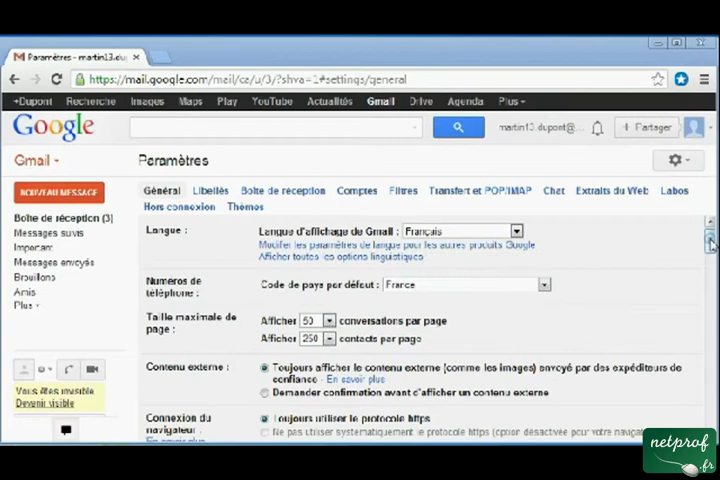 Paramètres - martin13.dup
https://mail.google.com/mail/ca/u/3/?shva=1#settings/general
+Dupont Recherche Images Maps Play YouTube Actualités Gmail Drive Agenda Plus
Google martin13.dupont@... + Partager
Gmail Paramètres
NOUVEAU MESSAGE
Général Libellés Boîte de réception Comptes Filtres Transfert et POP/IMAP Chat Extraits du Web Labos
Hors connexion Thèmes
Boîte de réception (3)
Messages suivis
Important
Messages envoyés
Brouillons
Amis
Plus
Langue : Langue d'affichage de Gmail : Français
Modifier les paramètres de langue pour les autres produits Google
Afficher toutes les options linguistiques
Numéros de téléphone : Code de pays par défaut : France
Taille maximale de page : Afficher 50 conversations par page
Afficher 250 contacts par page
Contenu externe : Toujours afficher le contenu externe (comme les images) envoyé par des expéditeurs de
confiance - En savoir plus
Demander confirmation avant d'afficher un contenu externe
Connexion du navigateur : Toujours utiliser le protocole https
En savoir plus Ne pas utiliser systématiquement le protocole https (option désactivée pour votre navigat
Vous êtes invisible
Devenir visible
netprof
.fr